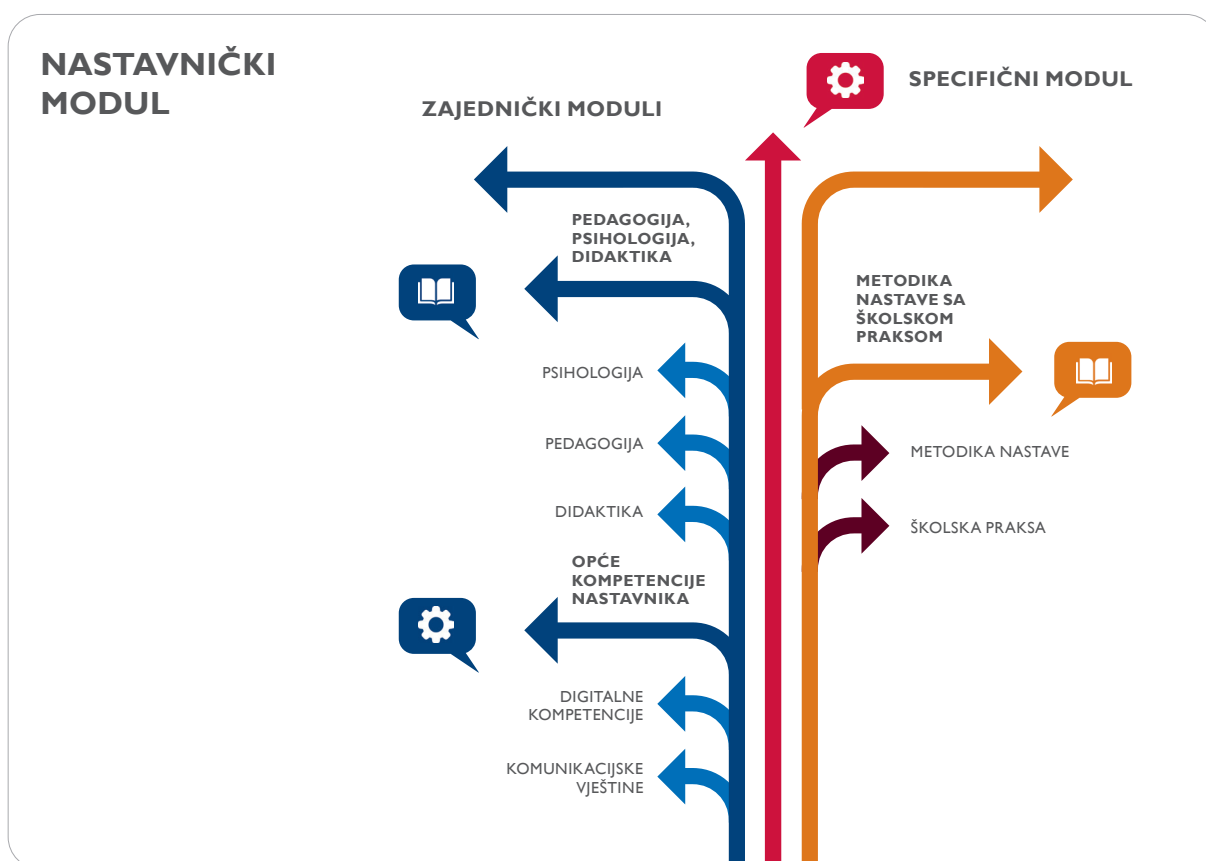 NASTAVNIČKI
MODUL
ZAJEDNIČKI MODULI
SPECIFIČNI MODUL
PEDAGOGIJA,
PSIHOLOGIJA,
DIDAKTIKA
PSIHOLOGIJA
PEDAGOGIJA
DIDAKTIKA
OPĆE
KOMPETENCIJE
NASTAVNIKA
DIGITALNE
KOMPETENCIJE
KOMUNIKACIJSKE
VJEŠTINE
METODIKA
NASTAVE SA
ŠKOLSKOM
PRAKSOM
METODIKA NASTAVE
ŠKOLSKA PRAKSA